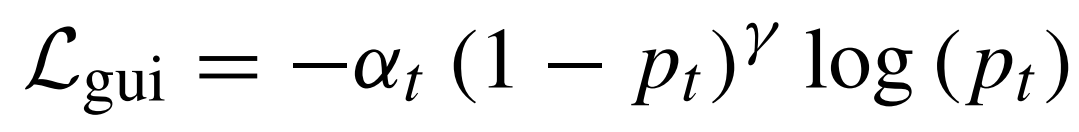 ℒ_gui = −α_t (1 − p_t)^γ log (p_t)